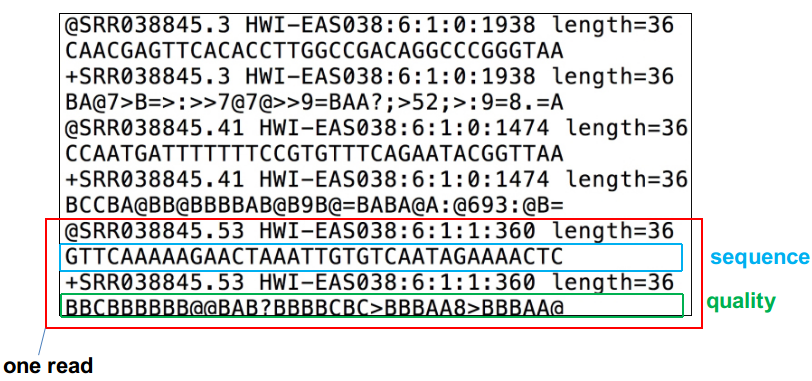 @SRR038845.3 HWI-EAS038:6:1:0:1938 length=36
CAACGAGTTCACACCTTGGCCGACAGGCCCGGGTAA
+SRR038845.3 HWI-EAS038:6:1:0:1938 length=36
BA@7>B=>:>>7@7@>>9=BAA?;>52;>:9=8.=A
@SRR038845.41 HWI-EAS038:6:1:0:1474 length=36
CCAATGATTTTTTTCCGTGTTTCAGAATACGGTTAA
+SRR038845.41 HWI-EAS038:6:1:0:1474 length=36
BCCBA@BB@BBBBAB@B9B@=BABA@A:@693:@B=
@SRR038845.53 HWI-EAS038:6:1:1:360 length=36
GTTCAAAAAGAACTAAATTGTGTCAATAGAAAACTC
sequence
+SRR038845.53 HWI-EAS038:6:1:1:360 length=36
BBCBBBBBB@@BAB?BBBBCBC>BBBAA8>BBBAA@
quality
one read